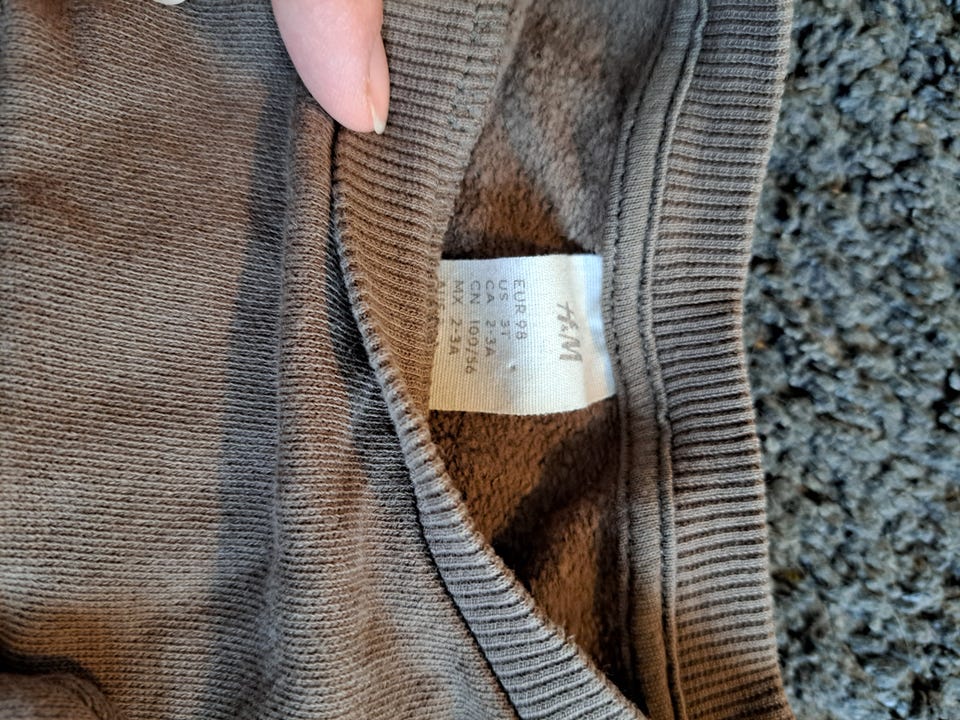 H&M
EUR 98
US 3T
CA 2-3A
CN 100/56
MX 2-3A